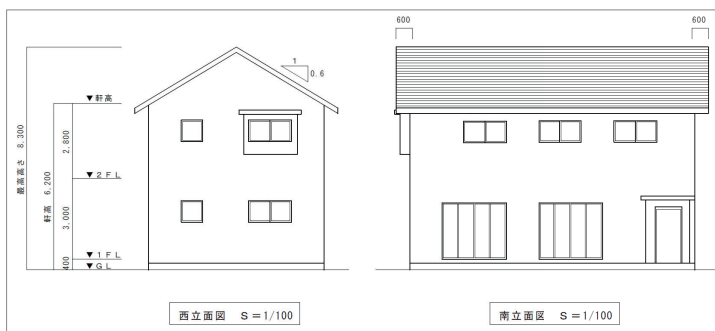 最高高さ 8.300
軒高 6.200
▼軒高
2,800
▼2FL
3.000
▼1FL
400
▼GL
1
0.6
西立面図 S=1/100
600
600
南立面図 S=1/100